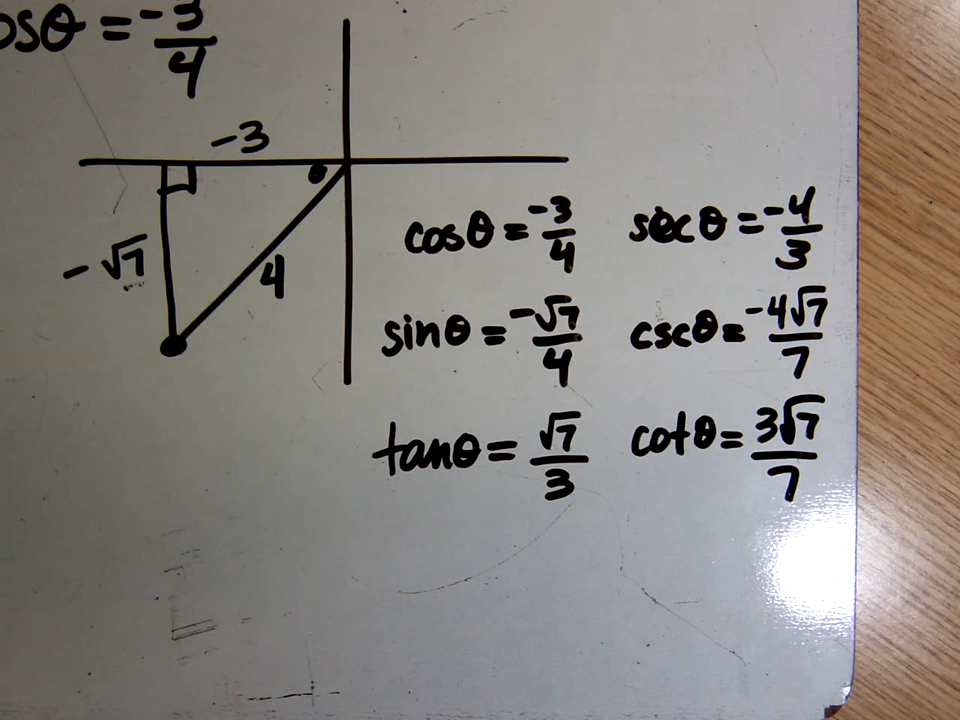 osθ = -3/4
-3
θ
-√7
4
cosθ = -3/4 secθ = -4/3
sinθ = -√7/4 cscθ = -4√7/7
tanθ = √7/3 cotθ = 3√7/7